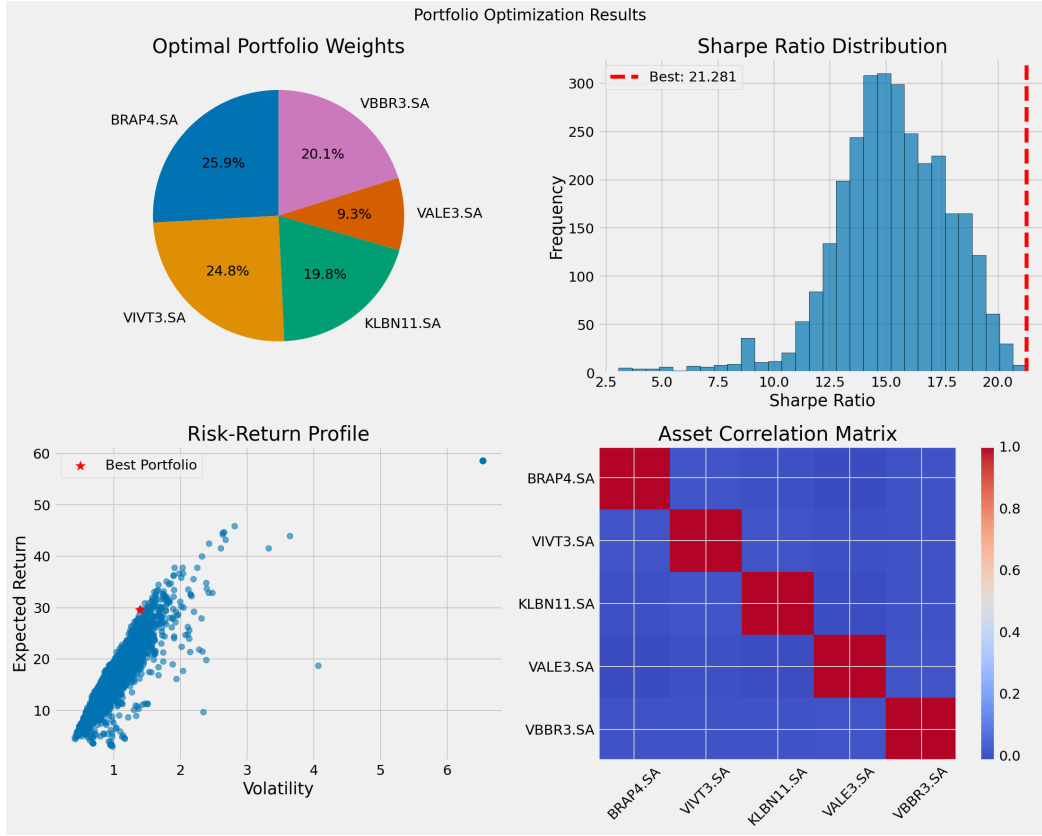 Portfolio Optimization Results
Optimal Portfolio Weights
BRAP4.SA
VBBR3.SA
25.9%
20.1%
9.3%
VALE3.SA
24.8%
19.8%
VIVT3.SA
KLBN11.SA
Sharpe Ratio Distribution
Best: 21.281
Frequency
300
250
200
150
100
50
0
2.5 5.0 7.5 10.0 12.5 15.0 17.5 20.0
Sharpe Ratio
Risk-Return Profile
Best Portfolio
Expected Return
60
50
40
30
20
10
1 2 3 4 5 6
Volatility
Asset Correlation Matrix
BRAP4.SA
VIVT3.SA
KLBN11.SA
VALE3.SA
VBBR3.SA
BRAP4.SA VIVT3.SA KLBN11.SA VALE3.SA VBBR3.SA
1.0
0.8
0.6
0.4
0.2
0.0